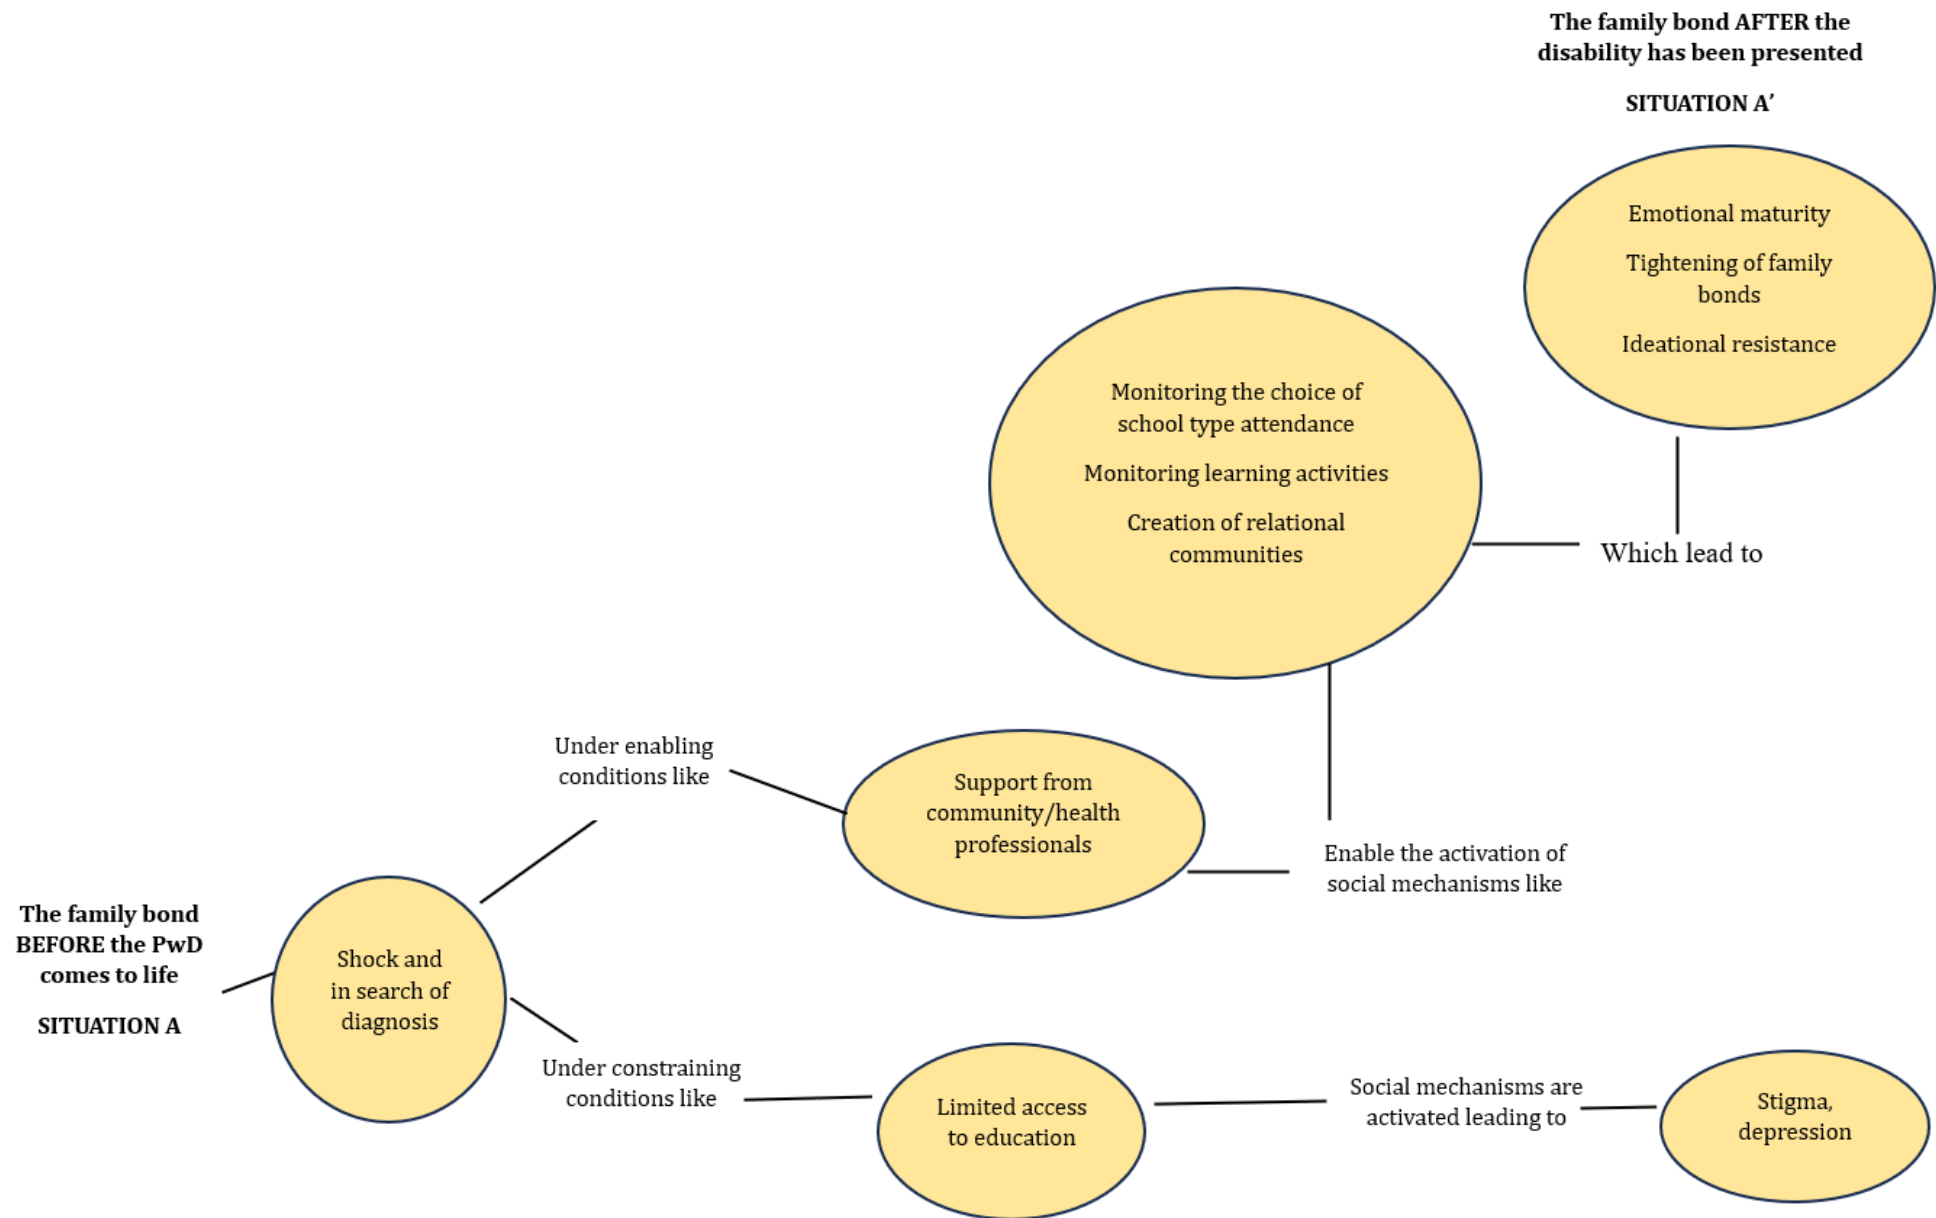 The family bond AFTER the
disability has been presented
SITUATION A′
Emotional maturity
Tightening of family
bonds
Ideational resistance
Monitoring the choice of
school type attendance
Monitoring learning activities
Creation of relational
communities
Which lead to
Under enabling
conditions like
Support from
community/health
professionals
Enable the activation of
social mechanisms like
The family bond
BEFORE the PwD
comes to life
SITUATION A
Shock and
in search of
diagnosis
Under constraining
conditions like
Limited access
to education
Social mechanisms are
activated leading to
Stigma,
depression